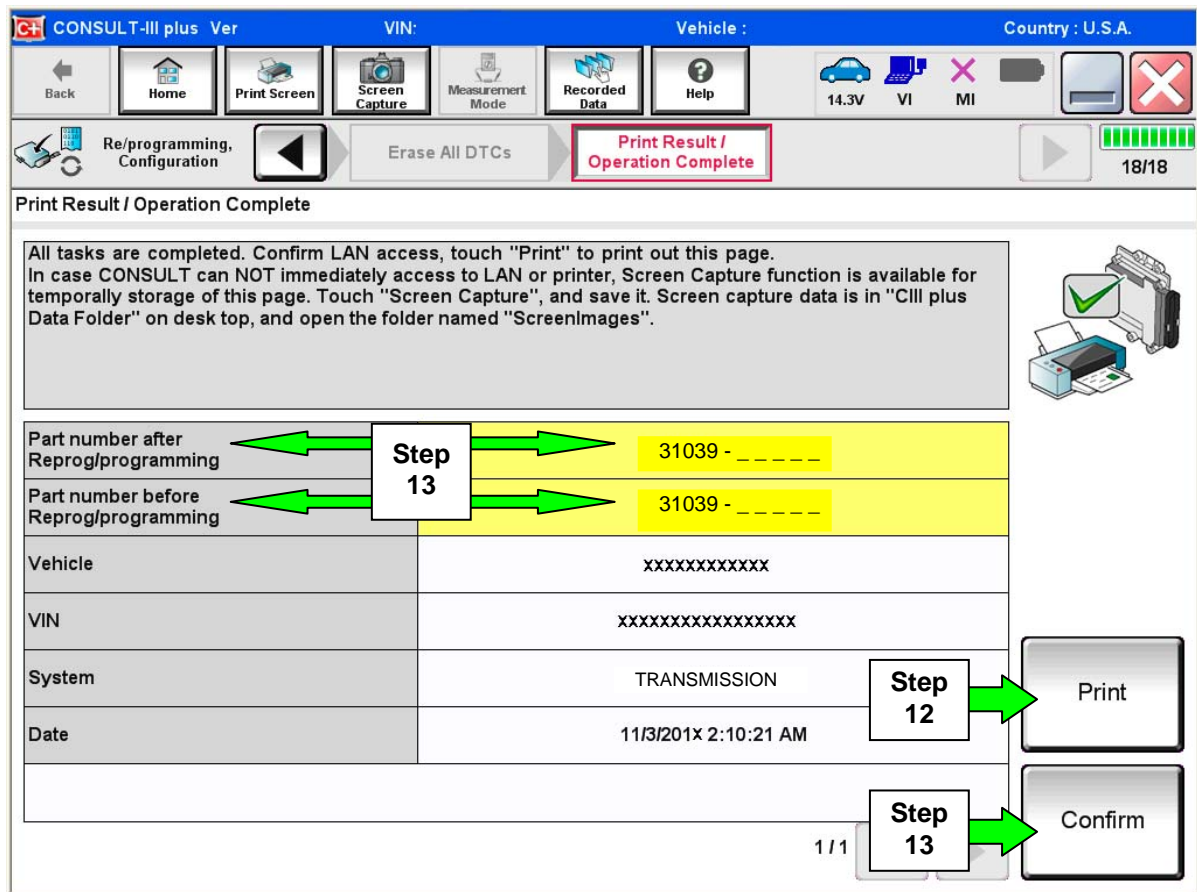 C+ CONSULT-III plus Ver VIN: Vehicle : Country : U.S.A.
Back Home Print Screen Screen Capture Measurement Mode Recorded Data Help 14.3V VI MI
Re/programming, Configuration Erase All DTCs Print Result / Operation Complete 18/18
Print Result / Operation Complete
All tasks are completed. Confirm LAN access, touch "Print" to print out this page.
In case CONSULT can NOT immediately access to LAN or printer, Screen Capture function is available for
temporally storage of this page. Touch "Screen Capture", and save it. Screen capture data is in "CIII plus
Data Folder" on desk top, and open the folder named "ScreenImages".
Part number after
Reprog/programming
31039 - _ _ _ _ _
Step
13
Part number before
Reprog/programming
31039 - _ _ _ _ _
Vehicle xxxxxxxxxxxx
VIN xxxxxxxxxxxxxxxxx
System TRANSMISSION
Step
12
Print
Date 11/3/201x 2:10:21 AM
Step
13
Confirm
1 / 1